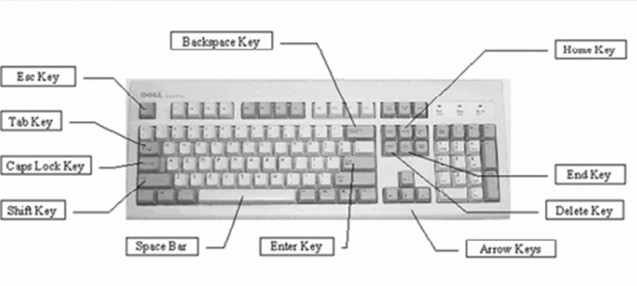 Backspace Key
Home Key
Esc Key
DELL
Tab Key
Caps Lock Key
End Key
Shift Key
Delete Key
Space Bar
Enter Key
Arrow Keys